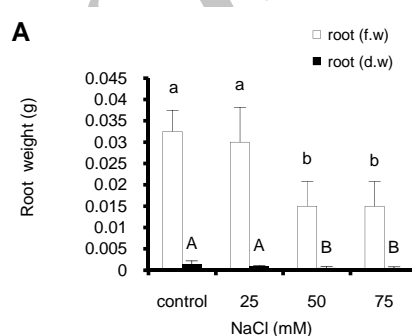 A
root (f.w)
root (d.w)
Root weight (g)
0.045
0.04
0.035
0.03
0.025
0.02
0.015
0.01
0.005
0
a
a
b
b
A
A
B
B
control 25 50 75
NaCl (mM)